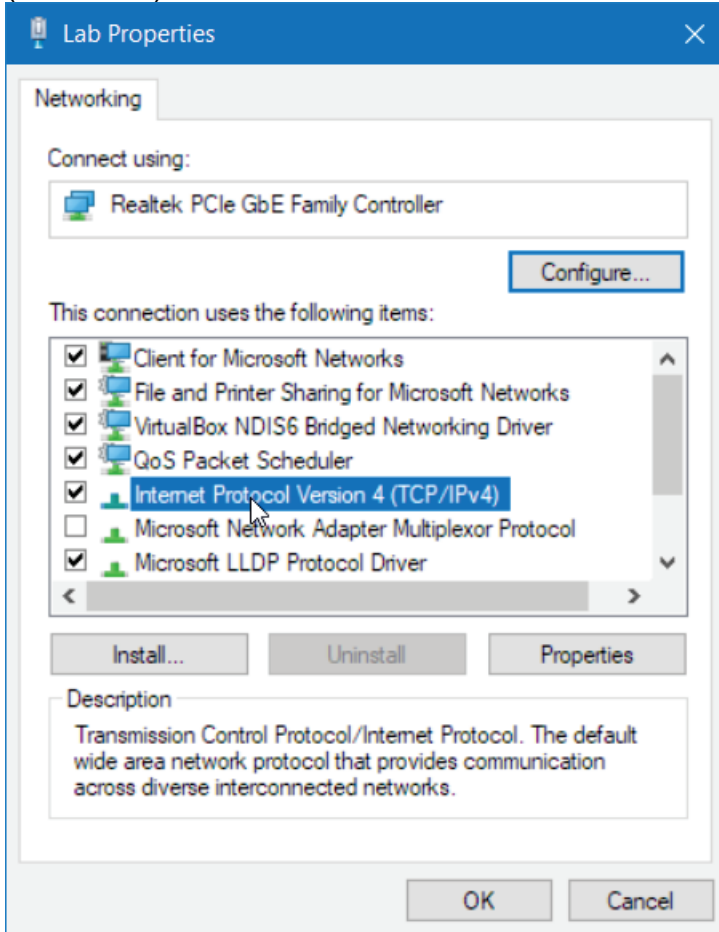 Lab Properties
Networking
Connect using:
Realtek PCIe GbE Family Controller
Configure...
This connection uses the following items:
Client for Microsoft Networks
File and Printer Sharing for Microsoft Networks
VirtualBox NDIS6 Bridged Networking Driver
QoS Packet Scheduler
Internet Protocol Version 4 (TCP/IPv4)
Microsoft Network Adapter Multiplexor Protocol
Microsoft LLDP Protocol Driver
Install... Uninstall Properties
Description
Transmission Control Protocol/Internet Protocol. The default
wide area network protocol that provides communication
across diverse interconnected networks.
OK Cancel